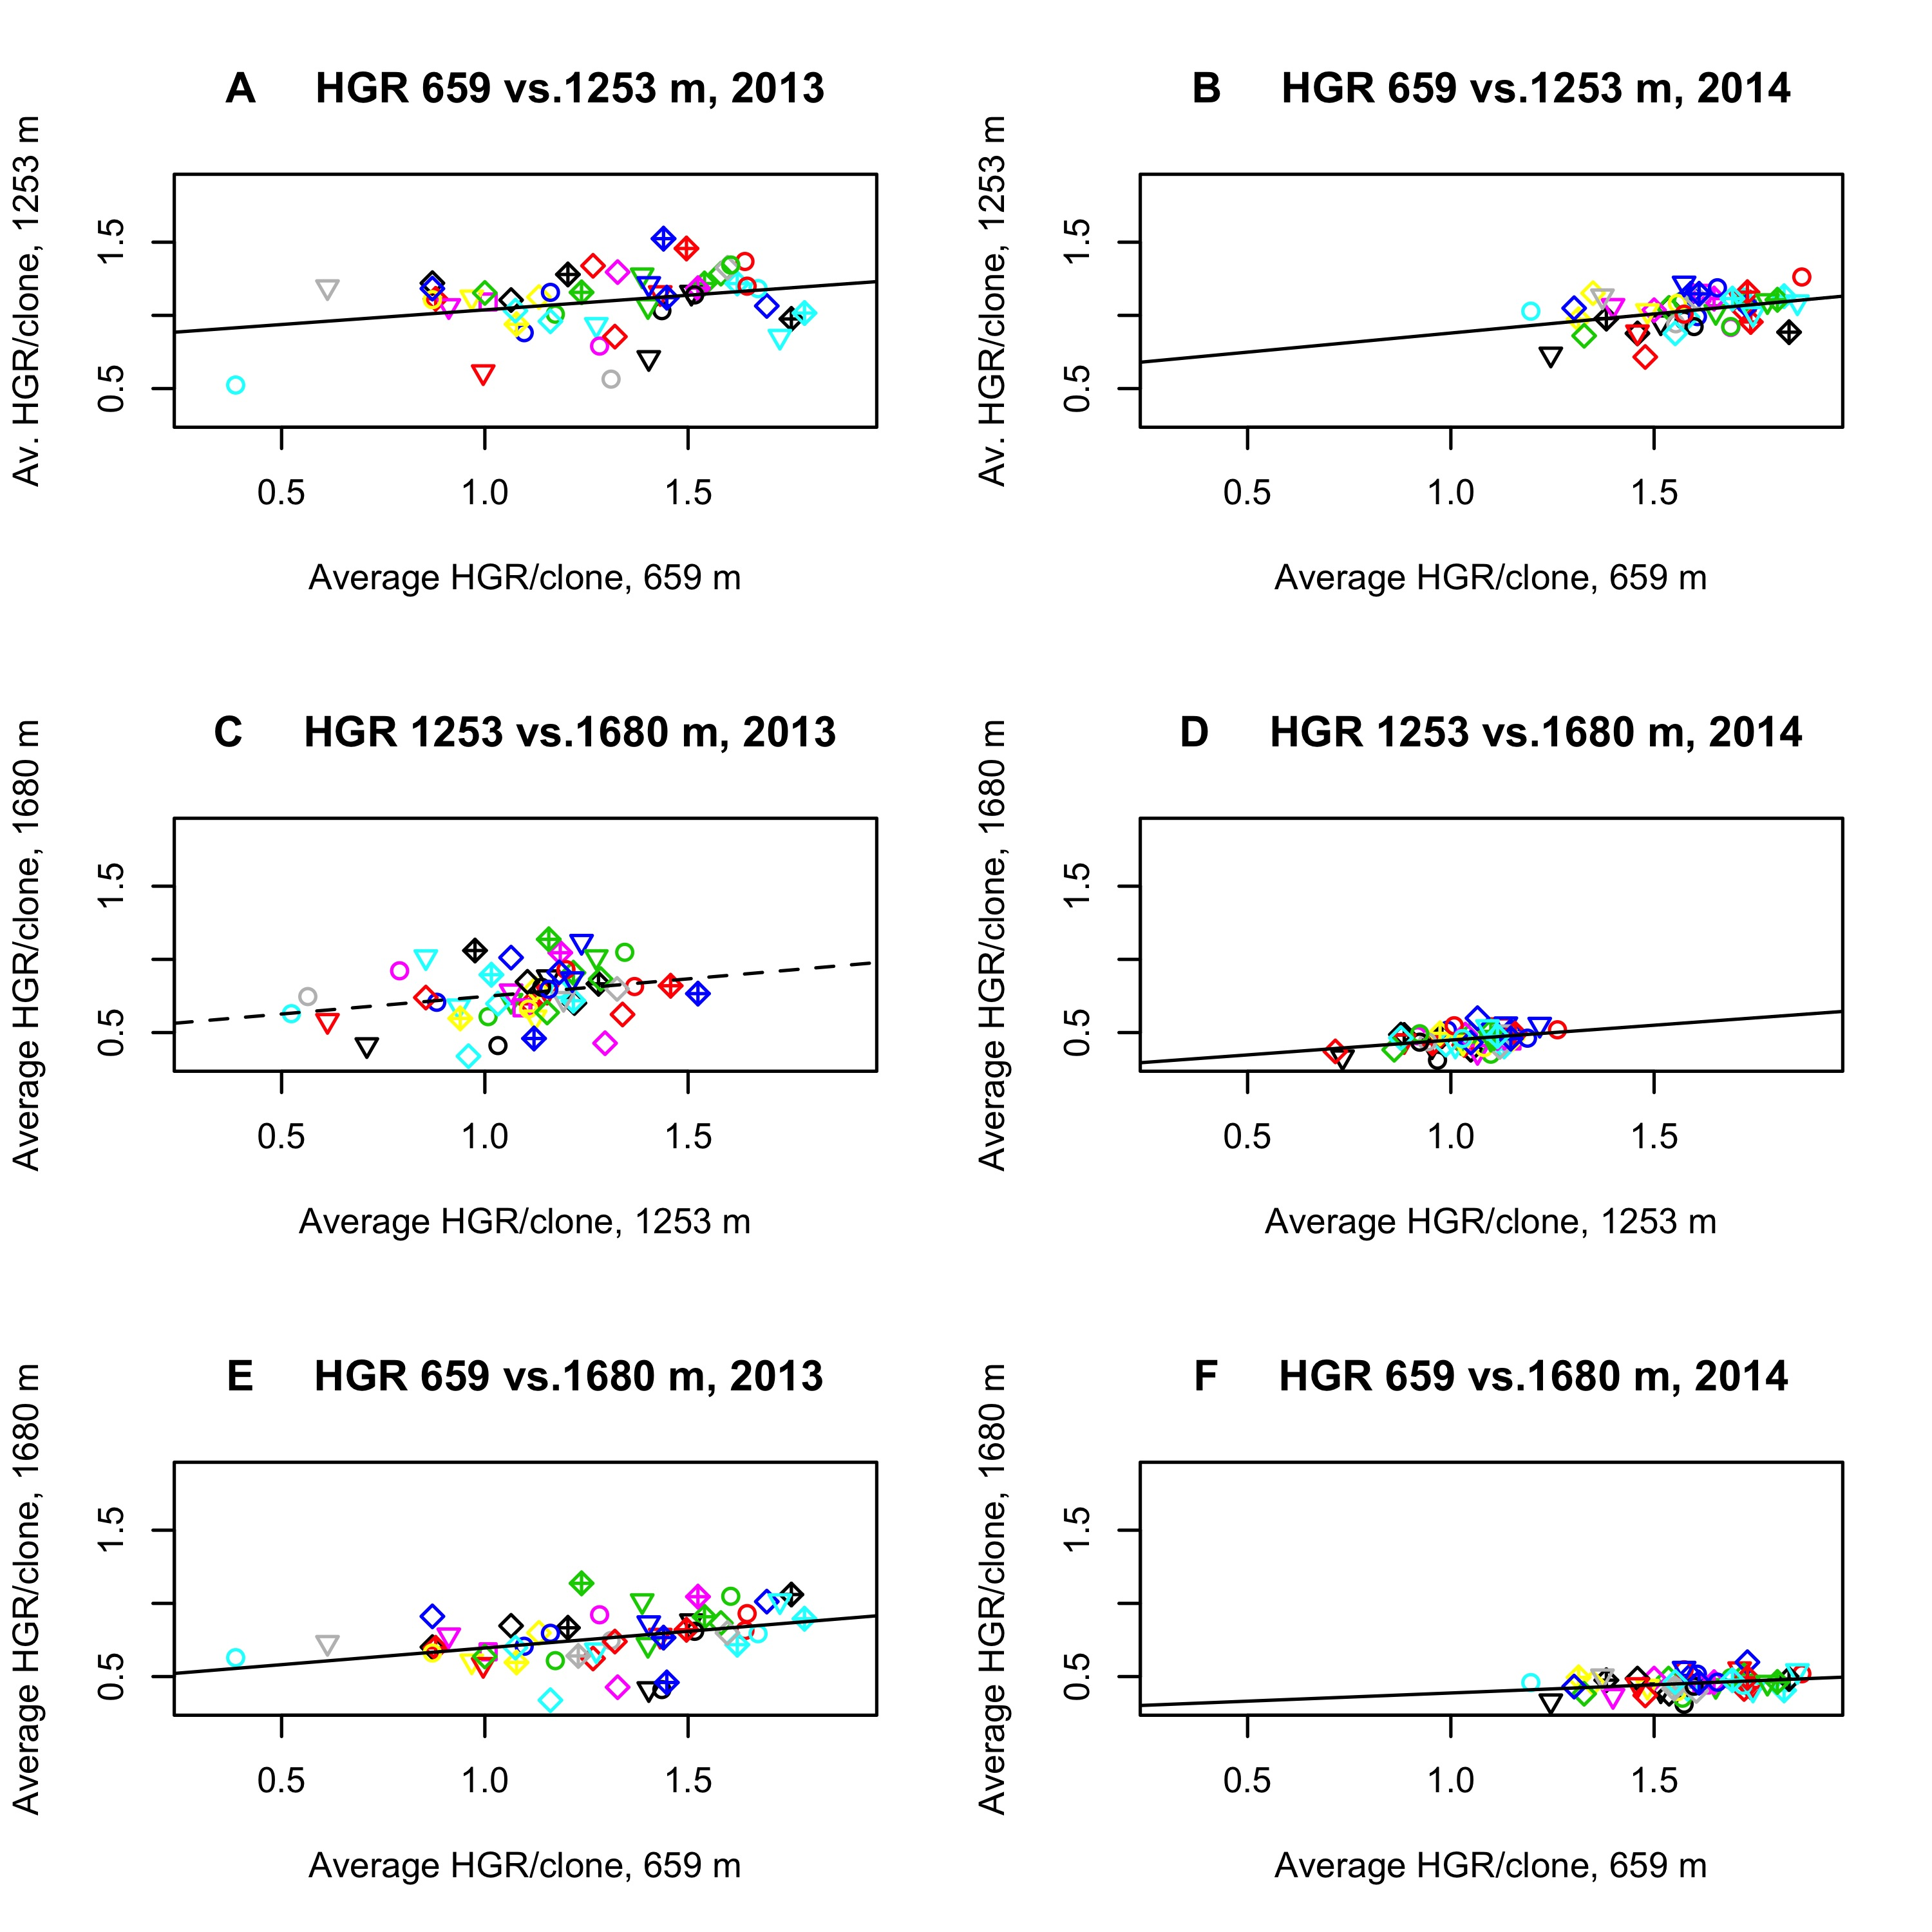 A HGR 659 vs.1253 m, 2013
Av. HGR/clone, 1253 m
1.5
0.5
0.5 1.0 1.5
Average HGR/clone, 659 m
B HGR 659 vs.1253 m, 2014
Av. HGR/clone, 1253 m
1.5
0.5
0.5 1.0 1.5
Average HGR/clone, 659 m
C HGR 1253 vs.1680 m, 2013
Average HGR/clone, 1680 m
1.5
0.5
0.5 1.0 1.5
Average HGR/clone, 1253 m
D HGR 1253 vs.1680 m, 2014
Average HGR/clone, 1680 m
1.5
0.5
0.5 1.0 1.5
Average HGR/clone, 1253 m
E HGR 659 vs.1680 m, 2013
Average HGR/clone, 1680 m
1.5
0.5
0.5 1.0 1.5
Average HGR/clone, 659 m
F HGR 659 vs.1680 m, 2014
Average HGR/clone, 1680 m
1.5
0.5
0.5 1.0 1.5
Average HGR/clone, 659 m